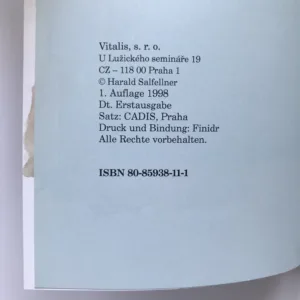 Vitalis, s. r. o.
U Lužického semináře 19
CZ – 118 00 Praha 1
© Harald Salfellner
1. Auflage 1998
Dt. Erstausgabe
Satz: CADIS, Praha
Druck und Bindung: Finidr
Alle Rechte vorbehalten.
ISBN 80-85938-11-1